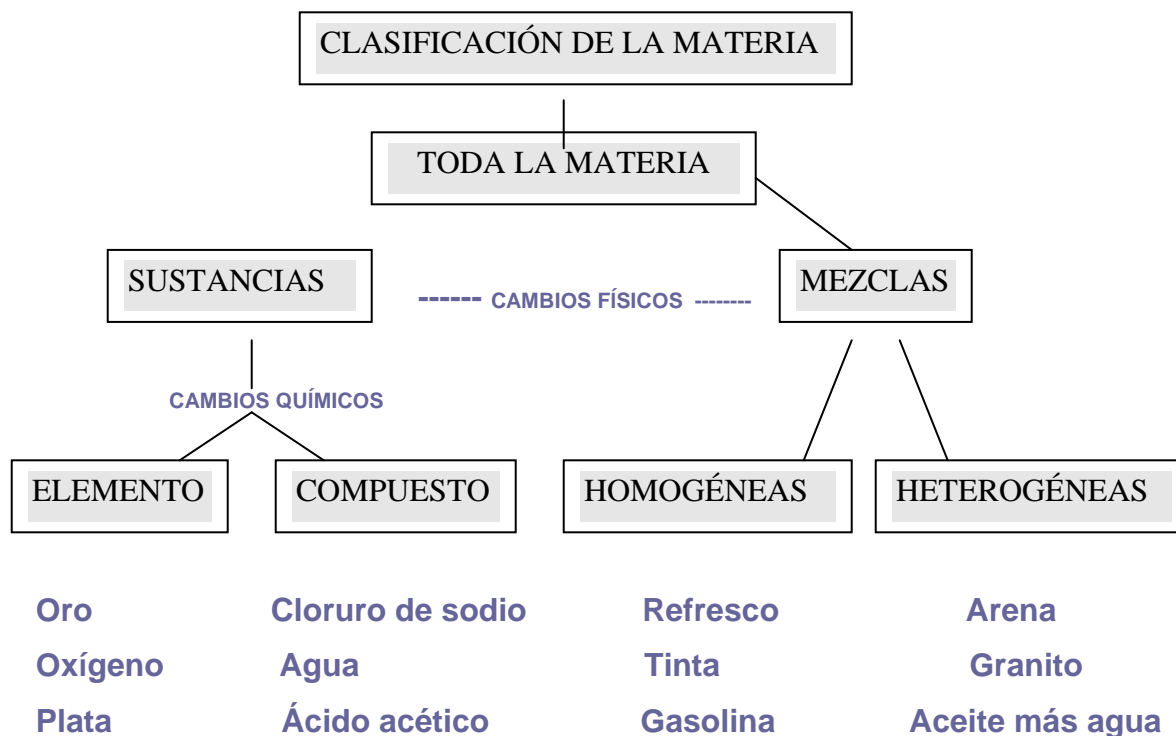 CLASIFICACIÓN DE LA MATERIA
TODA LA MATERIA
SUSTANCIAS
------ CAMBIOS FÍSICOS --------
MEZCLAS
CAMBIOS QUÍMICOS
ELEMENTO
COMPUESTO
HOMOGÉNEAS
HETEROGÉNEAS
Oro Cloruro de sodio Refresco Arena
Oxígeno Agua Tinta Granito
Plata Ácido acético Gasolina Aceite más agua